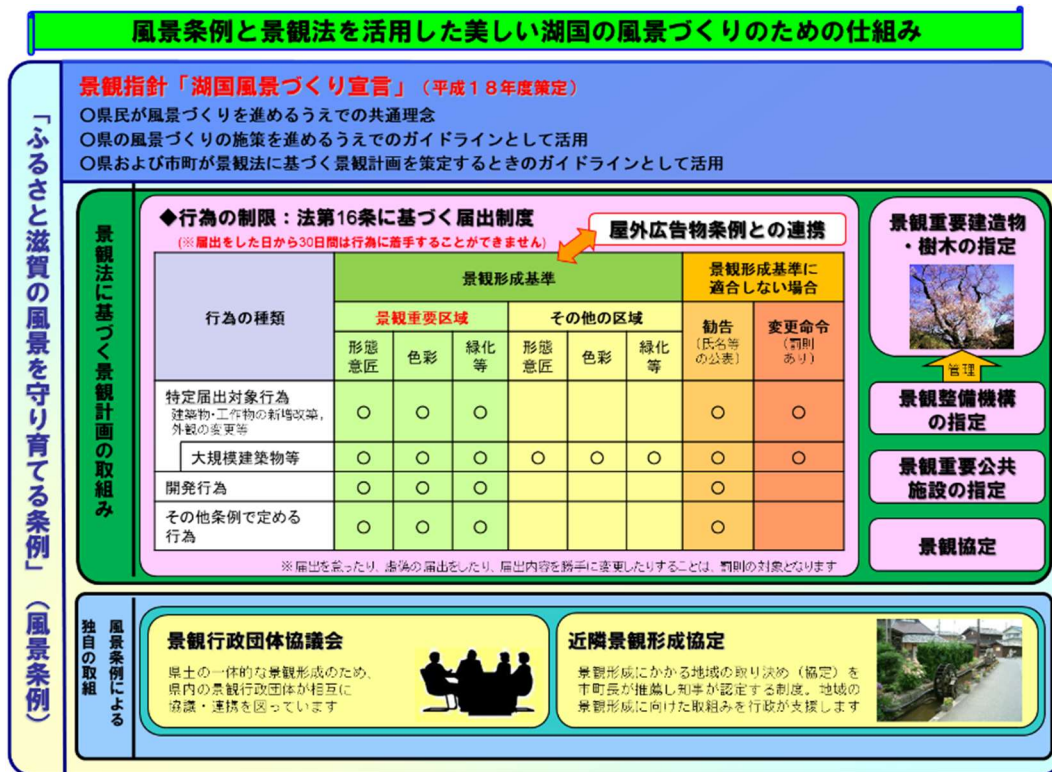 風景条例と景観法を活用した美しい湖国の風景づくりのための仕組み
「ふるさと滋賀の風景を守り育てる条例」（風景条例）
景観指針「湖国風景づくり宣言」（平成１８年度策定）
○県民が風景づくりを進めるうえでの共通理念
○県の風景づくりの施策を進めるうえでのガイドラインとして活用
○県および市町が景観法に基づく景観計画を策定するときのガイドラインとして活用
景観法に基づく景観計画の取組み
◆行為の制限：法第16条に基づく届出制度
(※届出をした日から30日間は行為に着手することができません)
屋外広告物条例との連携
行為の種類
景観形成基準
景観形成基準に
適合しない場合
景観重要区域
その他の区域
勧告
(氏名等
の公表)
変更命令
(罰則
あり)
形態
意匠
色彩
緑化
等
形態
意匠
色彩
緑化
等
特定届出対象行為
建築物・工作物の新増改築、
外観の変更等
○ ○ ○ ○ ○
大規模建築物等
○ ○ ○ ○ ○ ○ ○ ○
開発行為
○ ○ ○ ○
その他条例で定める
行為
○ ○ ○ ○
※届出を怠ったり、虚偽の届出をしたり、届出内容を勝手に変更したりすることは、罰則の対象となります
景観重要建造物
・樹木の指定
管理
景観整備機構
の指定
景観重要公共
施設の指定
景観協定
風景条例による
独自の取組
景観行政団体協議会
県土の一体的な景観形成のため、
県内の景観行政団体が相互に
協議・連携を図っています
近隣景観形成協定
景観形成にかかる地域の取り決め（協定）を
市町長が推薦し知事が認定する制度。地域の
景観形成に向けた取組みを行政が支援します